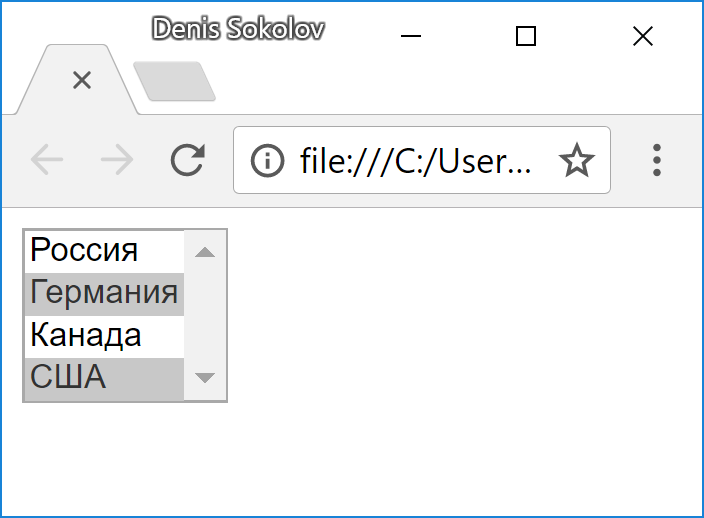 Denis Sokolov
file:///C:/User...
Россия
Германия
Канада
США